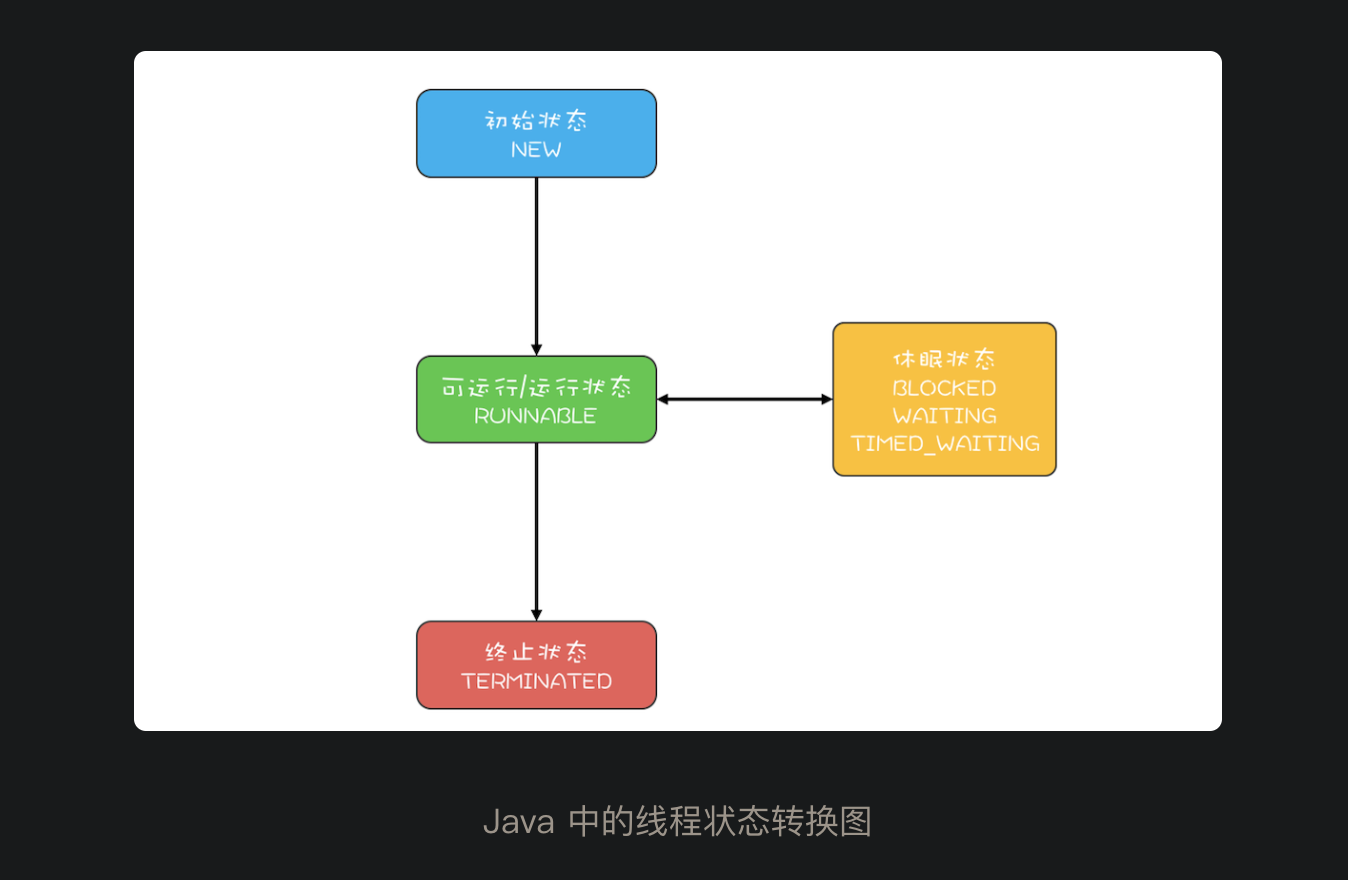 初始状态
NEW
可运行/运行状态
RUNNABLE
休眠状态
BLOCKED
WAITING
TIMED_WAITING
终止状态
TERMINATED
Java 中的线程状态转换图